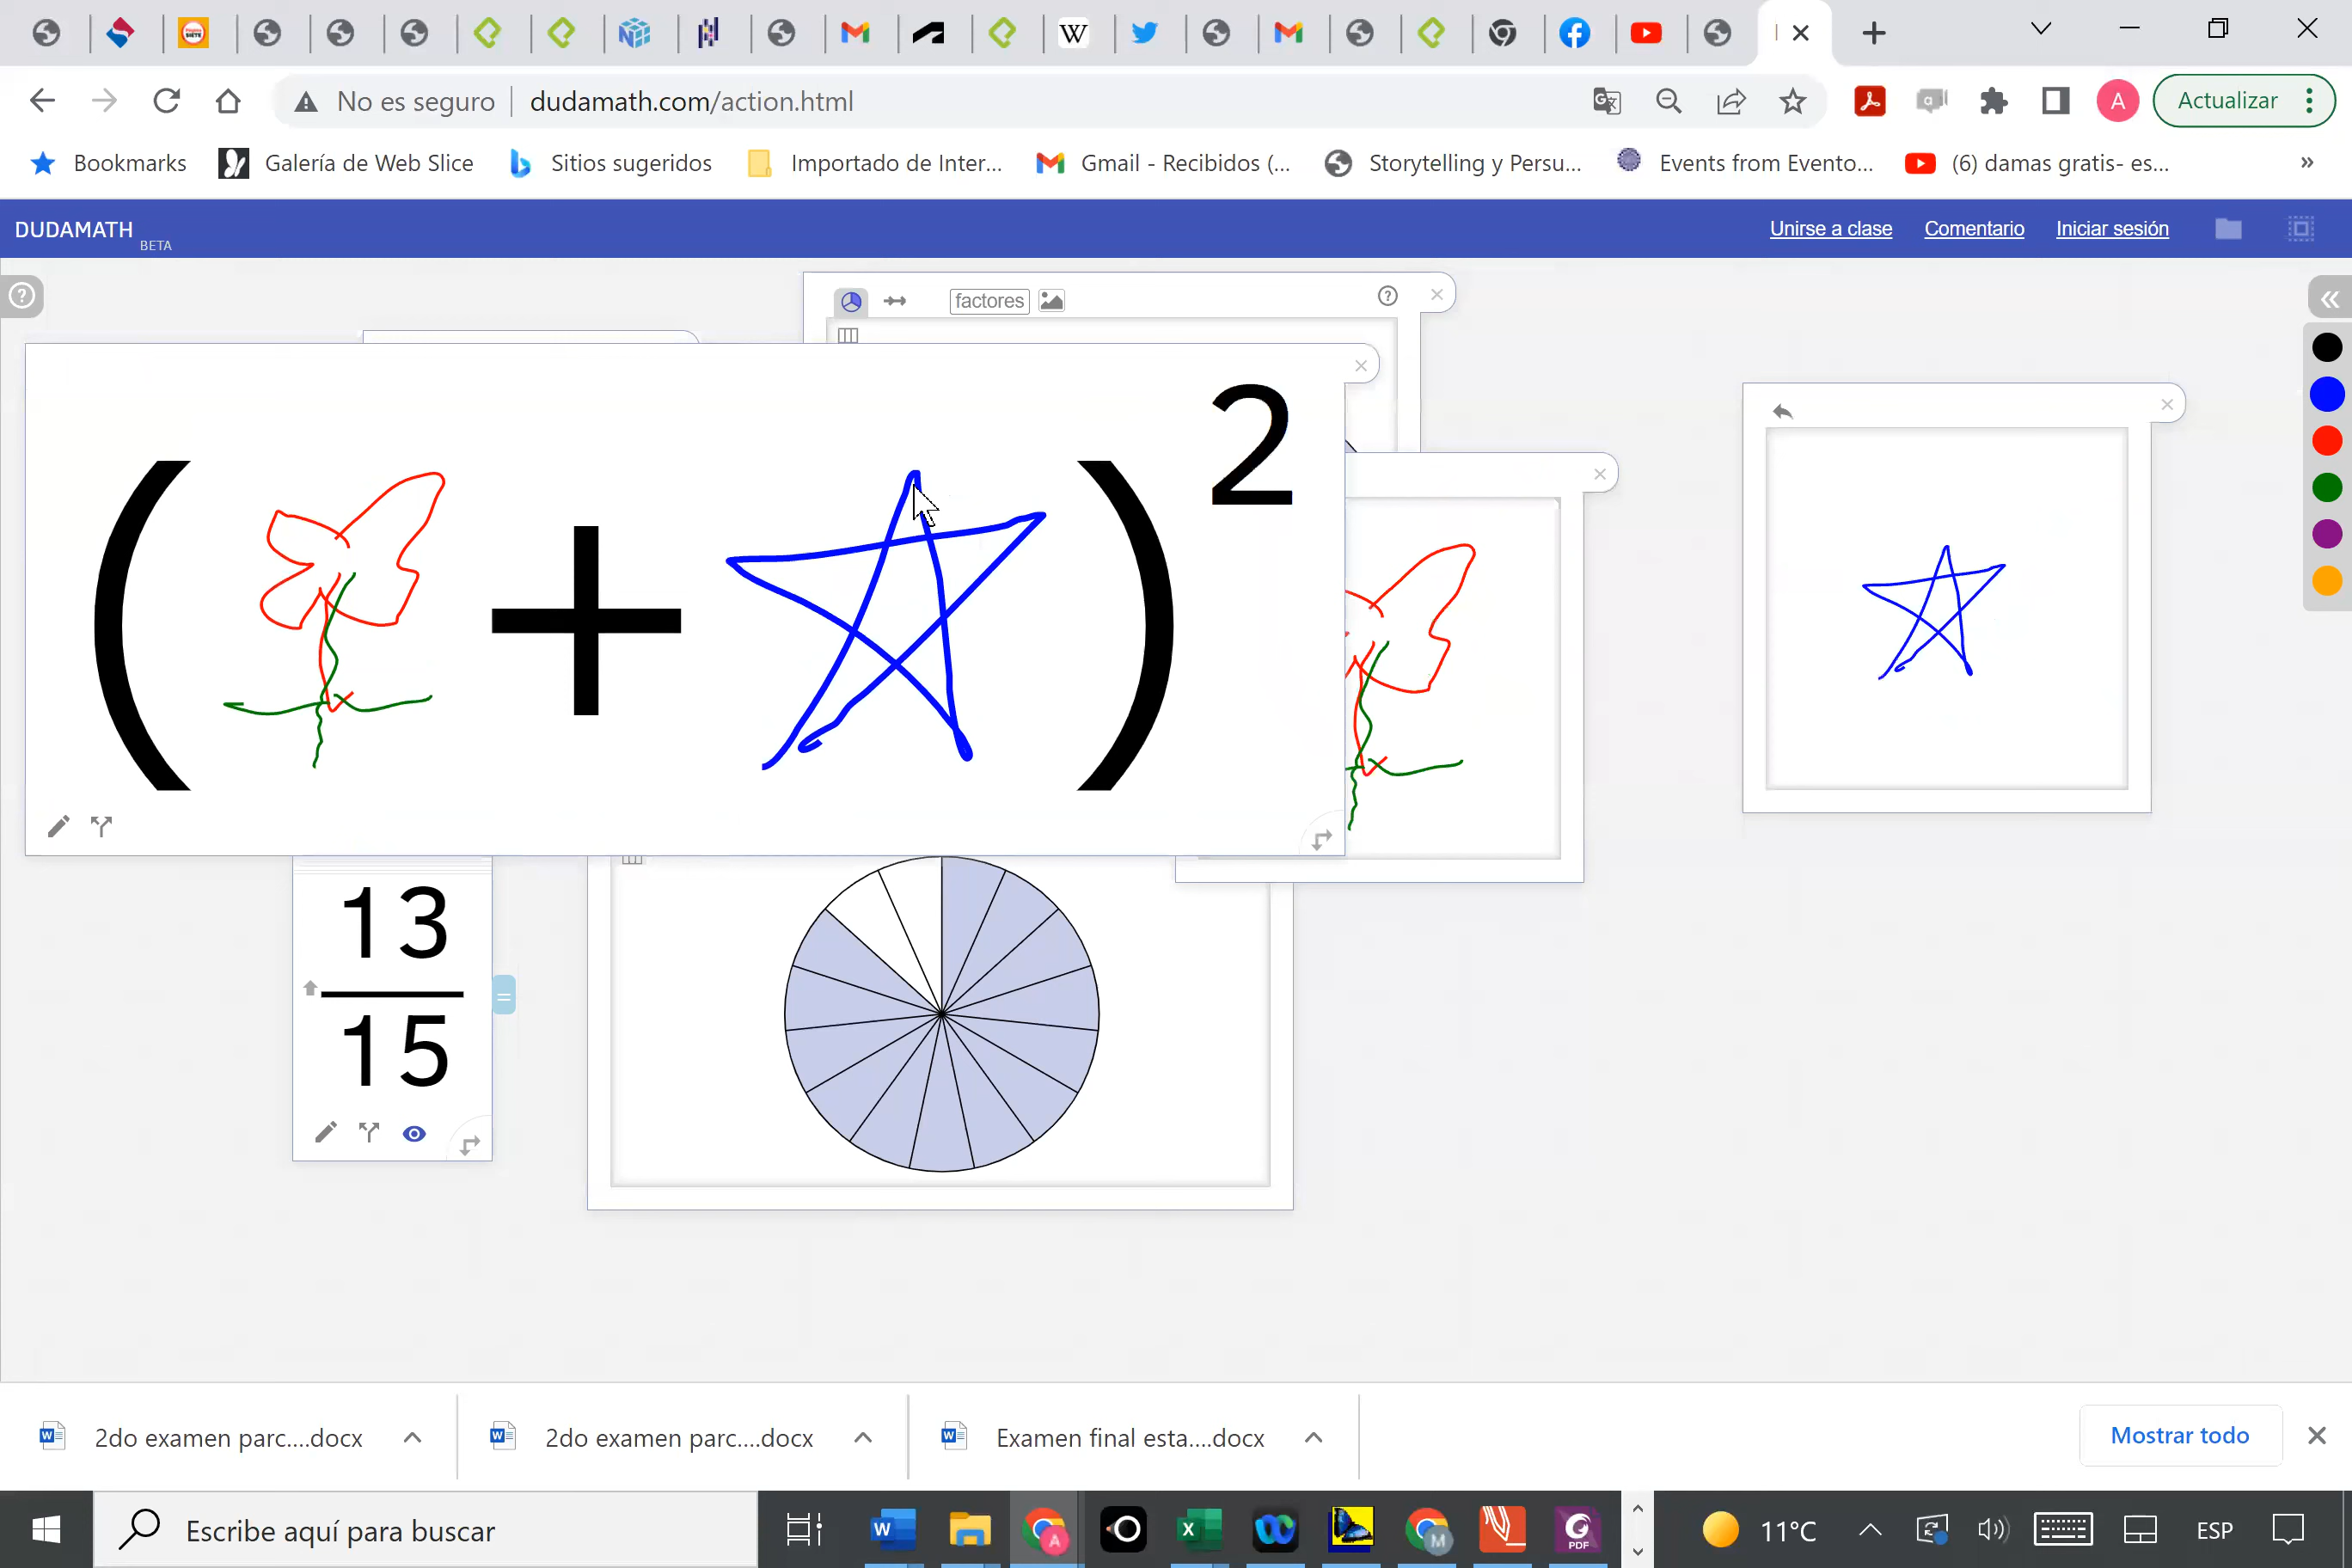 No es seguro dudamath.com/action.html Actualizar
Bookmarks Galería de Web Slice Sitios sugeridos Importado de Inter... Gmail - Recibidos (... Storytelling y Persu... Events from Evento... (6) damas gratis- es... »
DUDAMATH BETA Unirse a clase Comentario Iniciar sesión
factores
( + )²
13
15
=
2do examen parc....docx 2do examen parc....docx Examen final esta....docx Mostrar todo
Escribe aquí para buscar 11°C ESP